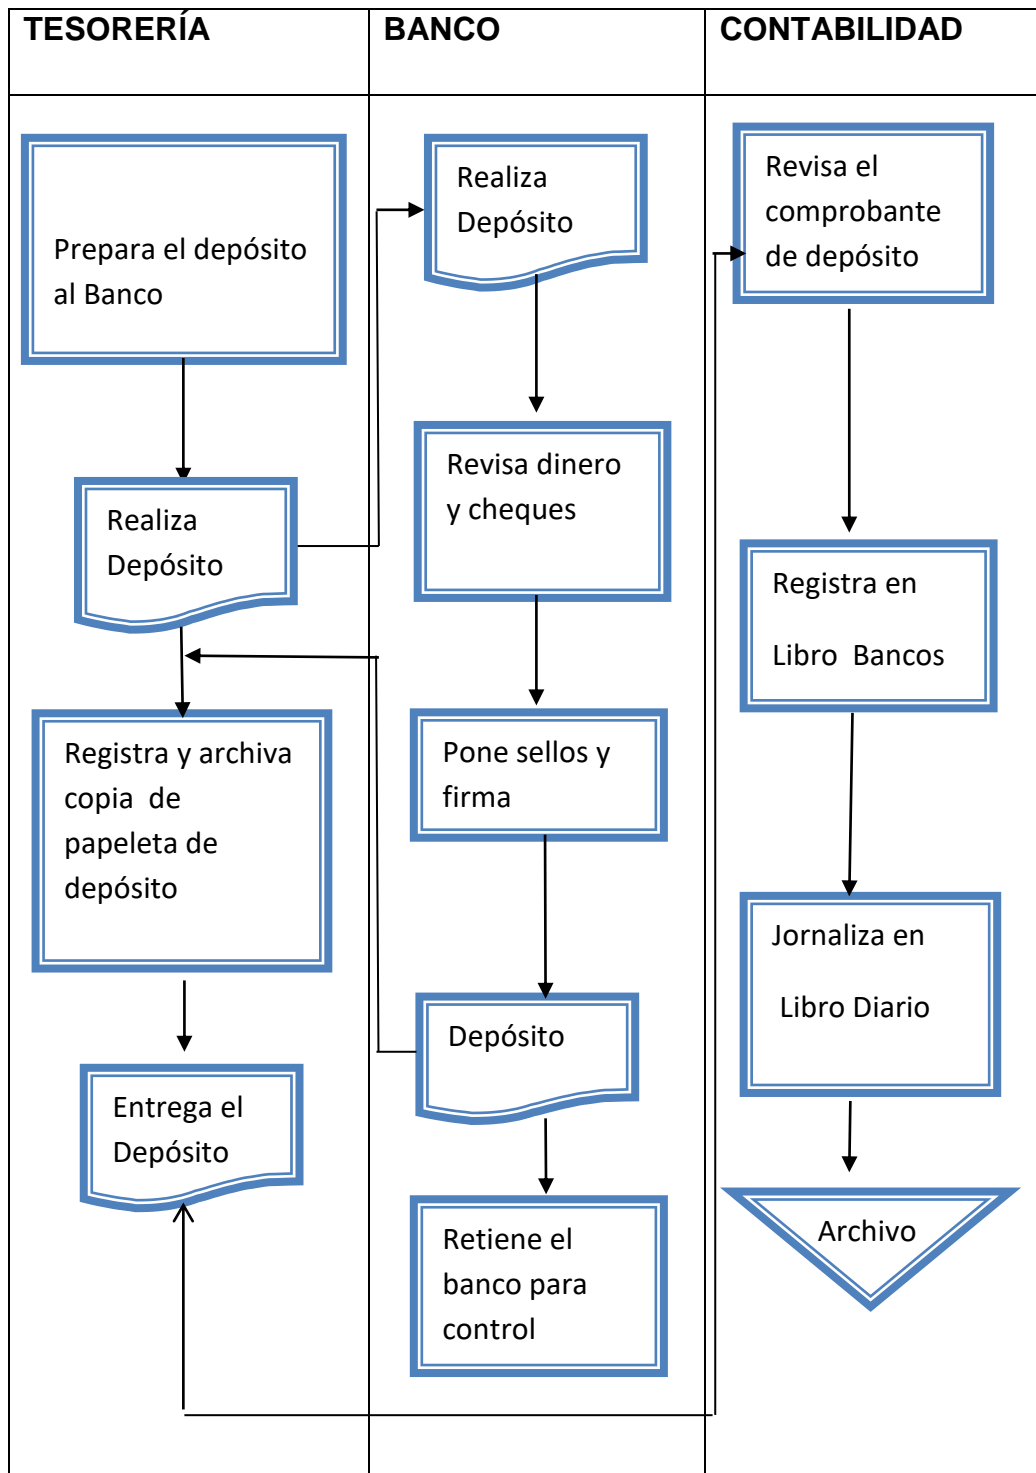 TESORERÍA
BANCO
CONTABILIDAD
Prepara el depósito
al Banco
Realiza
Depósito
Registra y archiva
copia de
papeleta de
depósito
Entrega el
Depósito
Realiza
Depósito
Revisa dinero
y cheques
Pone sellos y
firma
Depósito
Retiene el
banco para
control
Revisa el
comprobante
de depósito
Registra en
Libro Bancos
Jornaliza en
Libro Diario
Archivo